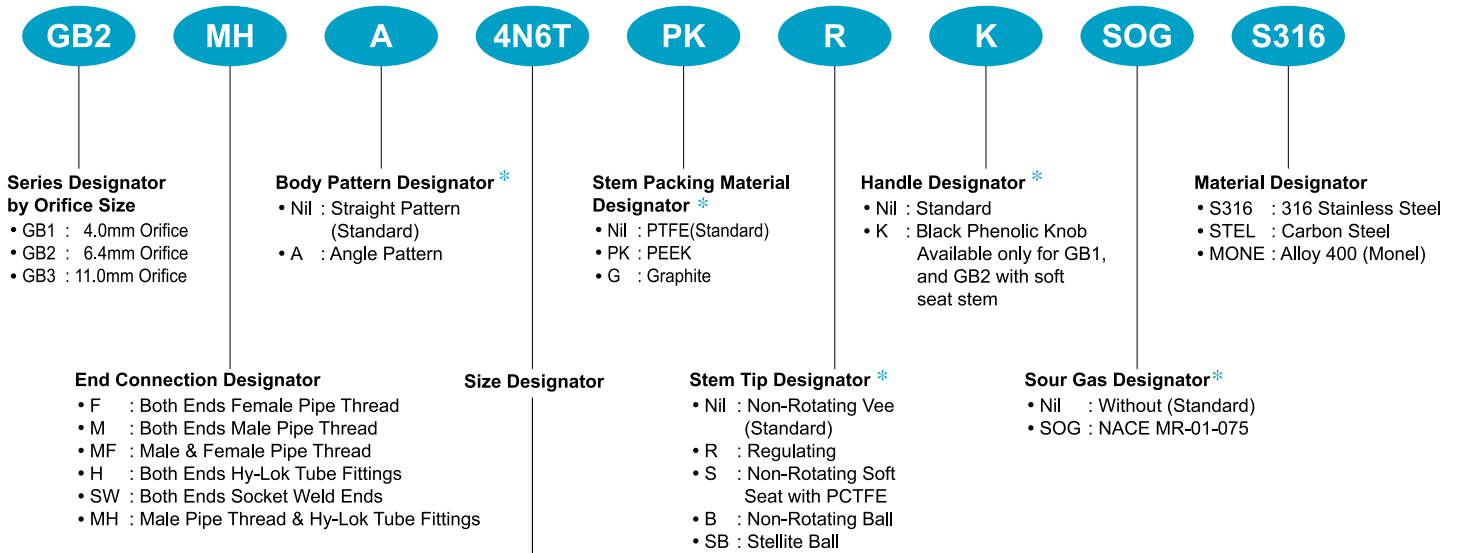 GB2 MH A 4N6T PK R K SOG S316
Series Designator
by Orifice Size
• GB1 : 4.0mm Orifice
• GB2 : 6.4mm Orifice
• GB3 : 11.0mm Orifice
Body Pattern Designator *
• Nil : Straight Pattern
(Standard)
• A : Angle Pattern
Stem Packing Material
Designator *
• Nil : PTFE(Standard)
• PK : PEEK
• G : Graphite
Handle Designator *
• Nil : Standard
• K : Black Phenolic Knob
Available only for GB1,
and GB2 with soft
seat stem
Material Designator
• S316 : 316 Stainless Steel
• STEL : Carbon Steel
• MONE : Alloy 400 (Monel)
End Connection Designator
• F : Both Ends Female Pipe Thread
• M : Both Ends Male Pipe Thread
• MF : Male & Female Pipe Thread
• H : Both Ends Hy-Lok Tube Fittings
• SW : Both Ends Socket Weld Ends
• MH : Male Pipe Thread & Hy-Lok Tube Fittings
Size Designator
Stem Tip Designator *
• Nil : Non-Rotating Vee
(Standard)
• R : Regulating
• S : Non-Rotating Soft
Seat with PCTFE
• B : Non-Rotating Ball
• SB : Stellite Ball
Sour Gas Designator*
• Nil : Without (Standard)
• SOG : NACE MR-01-075